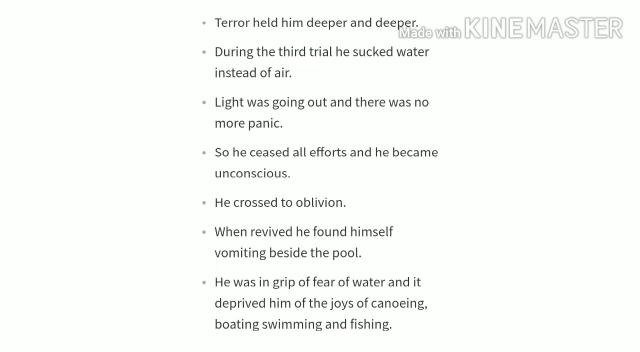 • Terror held him deeper and deeper.
Made with KINEMASTER
• During the third trial he sucked water
instead of air.
• Light was going out and there was no
more panic.
• So he ceased all efforts and he became
unconscious.
• He crossed to oblivion.
• When revived he found himself
vomiting beside the pool.
• He was in grip of fear of water and it
deprived him of the joys of canoeing,
boating swimming and fishing.